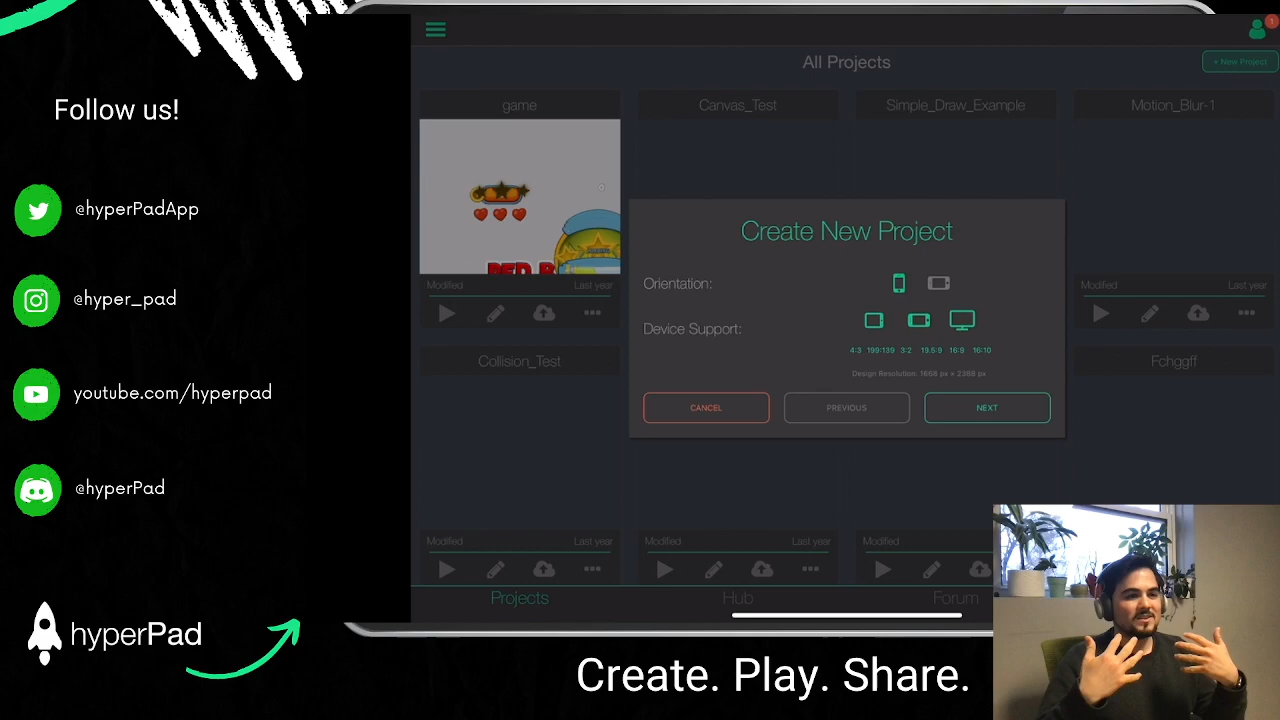 Follow us!
@hyperPadApp
@hyper_pad
youtube.com/hyperpad
@hyperPad
hyperPad
1
All Projects
+ New Project
game
Canvas_Test
Simple_Draw_Example
Motion_Blur-1
RED B
Modified Last year
Modified Last year
Create New Project
Orientation:
Device Support:
4:3 199:139 3:2 19.5:9 16:9 16:10
Design Resolution: 1668 px × 2388 px
CANCEL
PREVIOUS
NEXT
Collision_Test
Fchggff
Modified Last year
Modified Last year
Modified
Projects
Hub
Forum
Create. Play. Share.